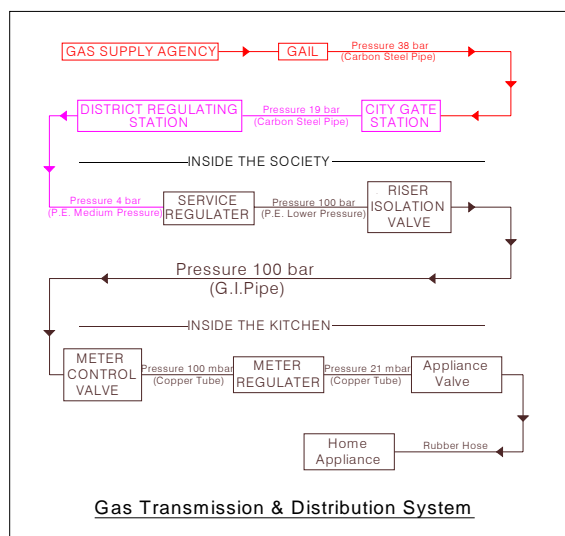 GAS SUPPLY AGENCY
GAIL
Pressure 38 bar
(Carbon Steel Pipe)
DISTRICT REGULATING
STATION
Pressure 19 bar
(Carbon Steel Pipe)
CITY GATE
STATION
INSIDE THE SOCIETY
Pressure 4 bar
(P.E. Medium Pressure)
SERVICE
REGULATER
Pressure 100 bar
(P.E. Lower Pressure)
RISER
ISOLATION
VALVE
Pressure 100 bar
(G.I.Pipe)
INSIDE THE KITCHEN
METER
CONTROL
VALVE
Pressure 100 mbar
(Copper Tube)
METER
REGULATER
Pressure 21 mbar
(Copper Tube)
Appliance
Valve
Home
Appliance
Rubber Hose
Gas Transmission & Distribution System